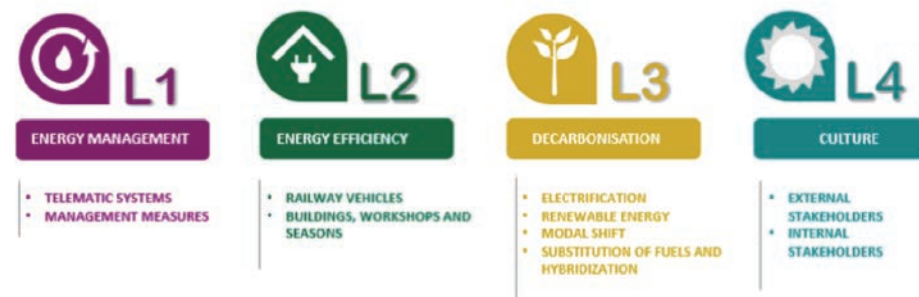 L1
ENERGY MANAGEMENT
TELEMATIC SYSTEMS
MANAGEMENT MEASURES
L2
ENERGY EFFICIENCY
RAILWAY VEHICLES
BUILDINGS, WORKSHOPS AND
SEASONS
L3
DECARBONISATION
ELECTRIFICATION
RENEWABLE ENERGY
MODAL SHIFT
SUBSTITUTION OF FUELS AND
HYBRIDIZATION
L4
CULTURE
EXTERNAL
STAKEHOLDERS
INTERNAL
STAKEHOLDERS